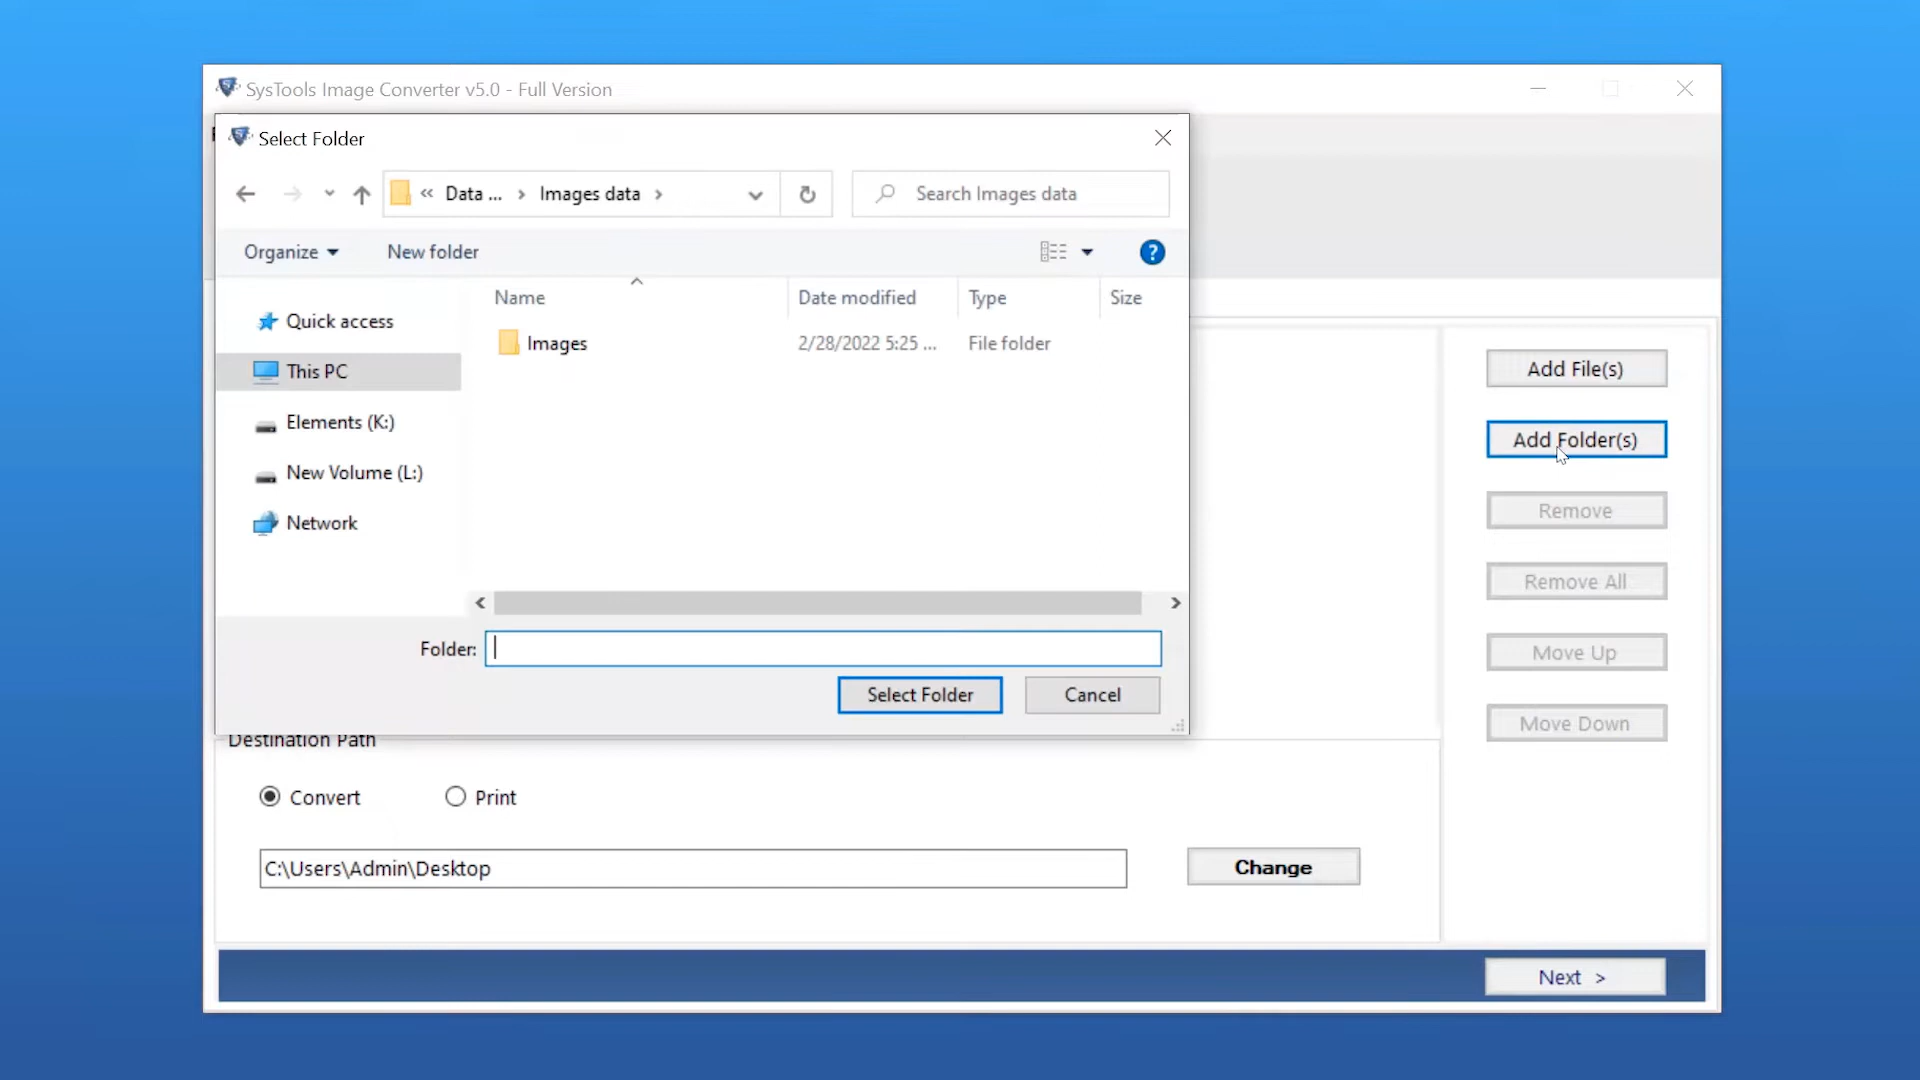 SysTools Image Converter v5.0 - Full Version
Select Folder
« Data ... › Images data ›
Search Images data
Organize
New folder
?
Name
Date modified
Type
Size
Quick access
This PC
Elements (K:)
New Volume (L:)
Network
Images
2/28/2022 5:25 ...
File folder
Folder:
Select Folder
Cancel
Add File(s)
Add Folder(s)
Remove
Remove All
Move Up
Move Down
Destination Path
Convert
Print
C:\Users\Admin\Desktop
Change
Next >